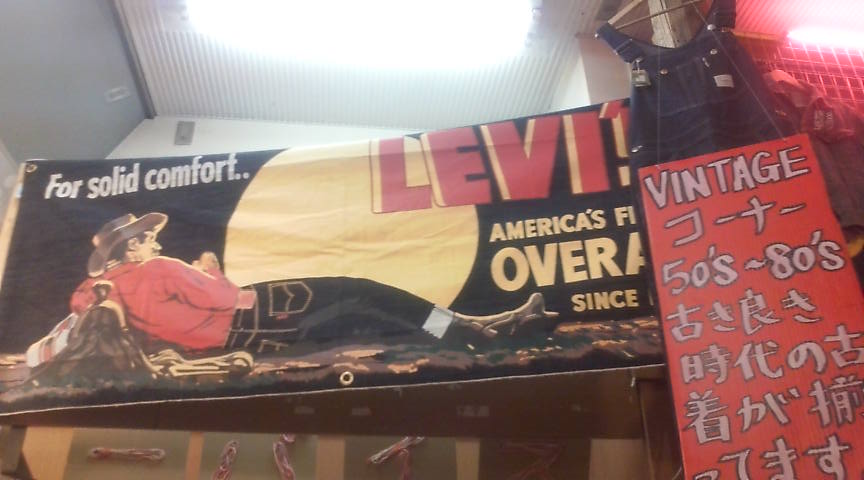 For solid comfort..
LEVI'S
AMERICA'S FI
OVERA
SINCE
VINTAGE
コーナー
50's~80's
古き良き
時代の古
着が揃
ってます